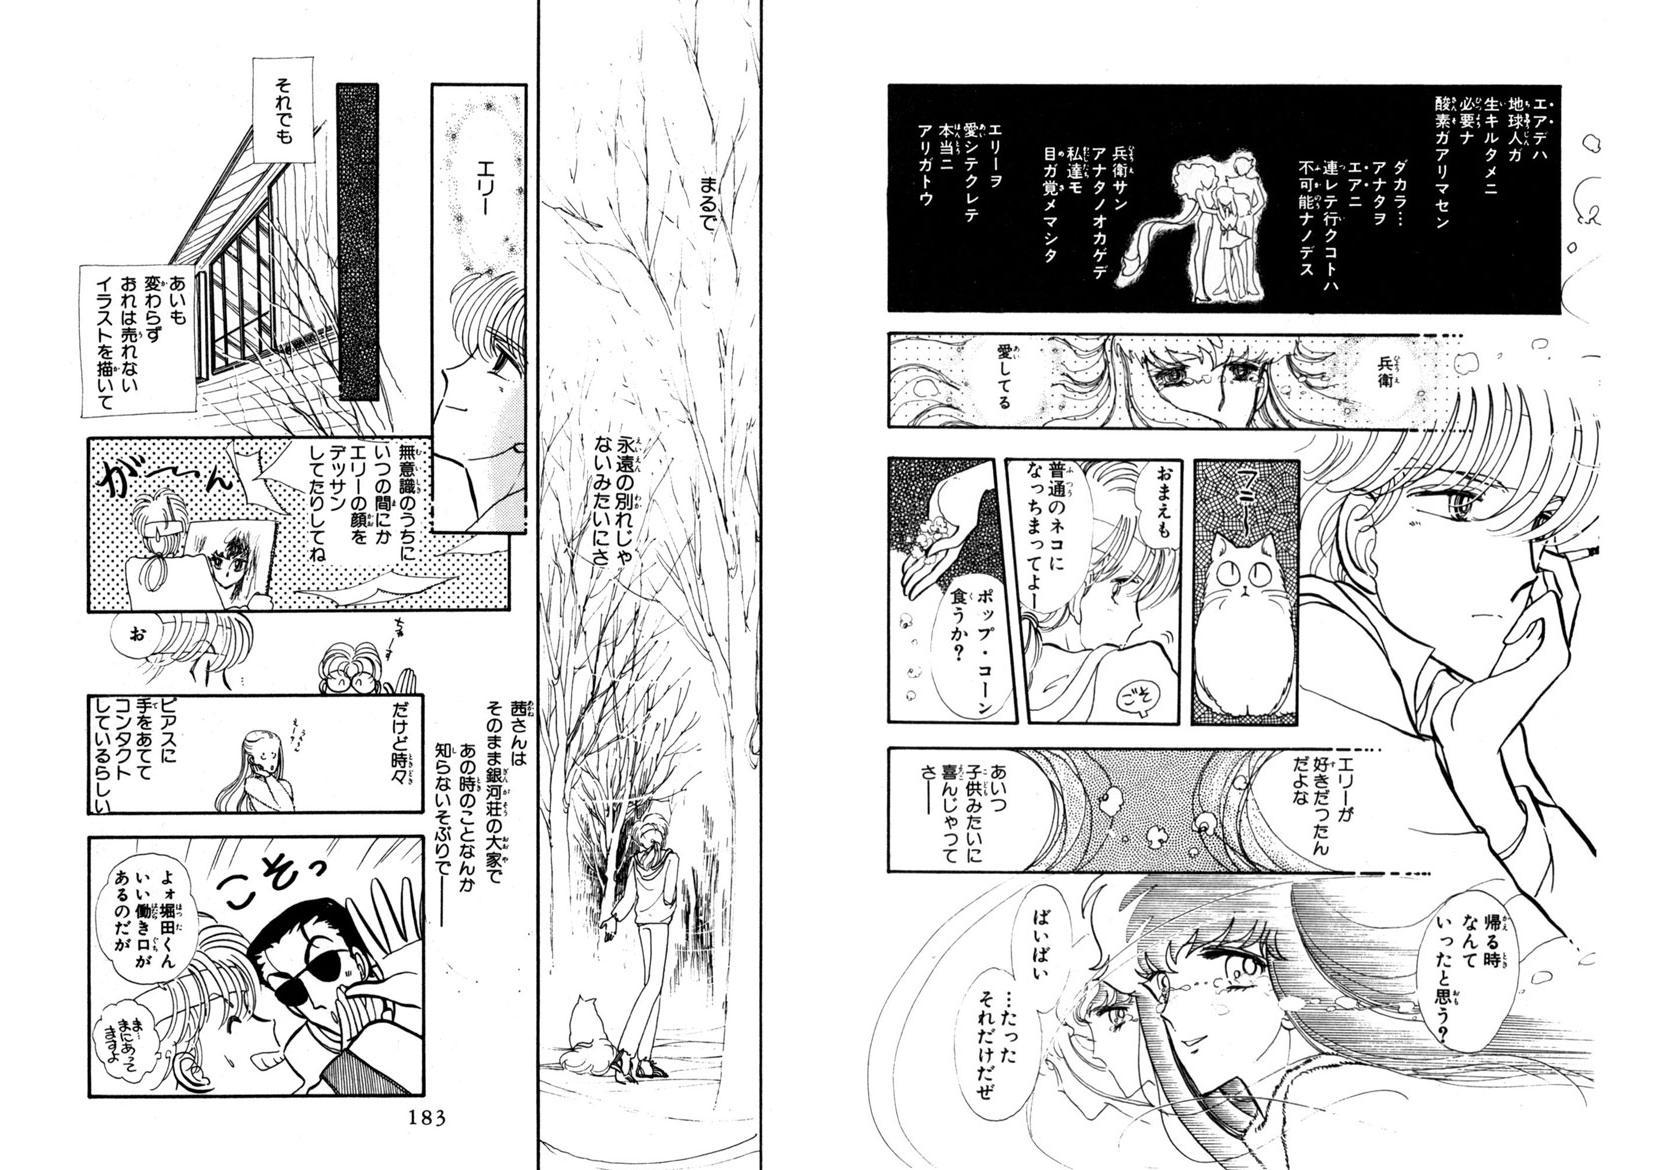 エアデハ
地球人ガ
生キルタメニ
必要ナ
酸素ガアリマセン
ダカラ…
アナタヲ
エアニ
連レテ行クコトハ
不可能ナノデス
兵衛サン
アナタノオカゲデ
私達モ
目ガ覚メマシタ
エリーヲ
愛シテクレテ
本当ニ
アリガトウ
兵衛
愛してる
フニ〜
おまえも
普通のネコに
なっちまってよー
ごそ
ポップ・コーン
食うか?
エリーが
好きだったん
だよな
あいつ
子供みたいに
喜んじゃって
さ──
帰る時
なんて
いったと思う?
ばいばい
…たった
それだけだぜ
まるで
永遠の別れじゃ
ないみたいにさ
エリー
それでも
あいも
変わらず
おれは売れない
イラストを描いて
無意識のうちに
いつの間にか
エリーの顔を
デッサン
してたりしてね
が〜〜ん
お
茜さんは
そのまま銀河荘の大家で
あの時のことなんか
知らないそぶりで──
だけど時々
ピアスに
手をあてて
コンタクト
しているらしい
こそっ
よォ堀田くん
いい働き口が
あるのだが
ま…
まにあって
ますよ
183